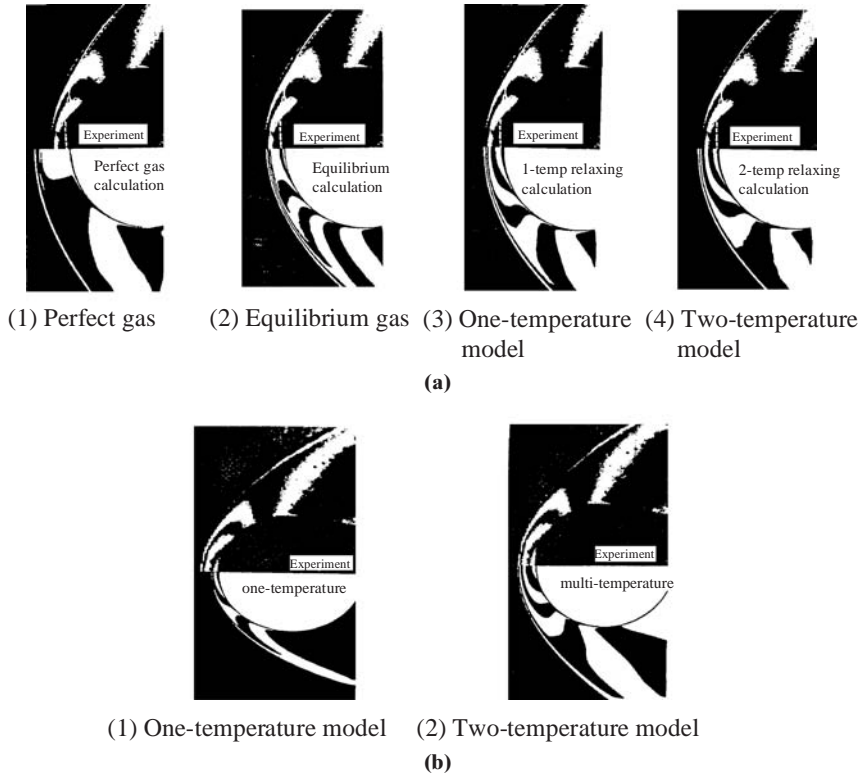 Experiment
Perfect gas
calculation
Experiment
Equilibrium
calculation
Experiment
1-temp relaxing
calculation
Experiment
2-temp relaxing
calculation
(1) Perfect gas
(2) Equilibrium gas
(3) One-temperature
model
(4) Two-temperature
model
(a)
Experiment
one-temperature
Experiment
multi-temperature
(1) One-temperature model
(2) Two-temperature model
(b)